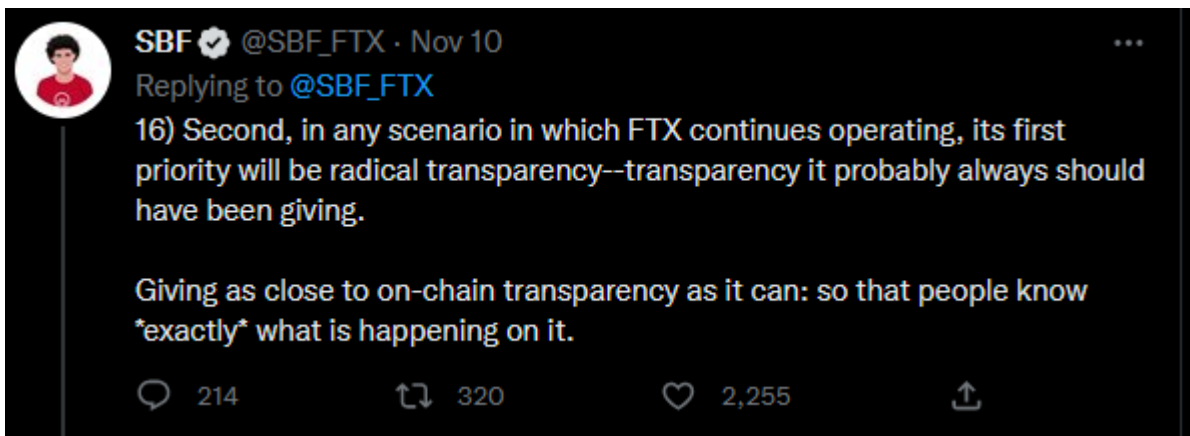 SBF @SBF_FTX · Nov 10
Replying to @SBF_FTX
16) Second, in any scenario in which FTX continues operating, its first
priority will be radical transparency--transparency it probably always should
have been giving.
Giving as close to on-chain transparency as it can: so that people know
*exactly* what is happening on it.
214 320 2,255